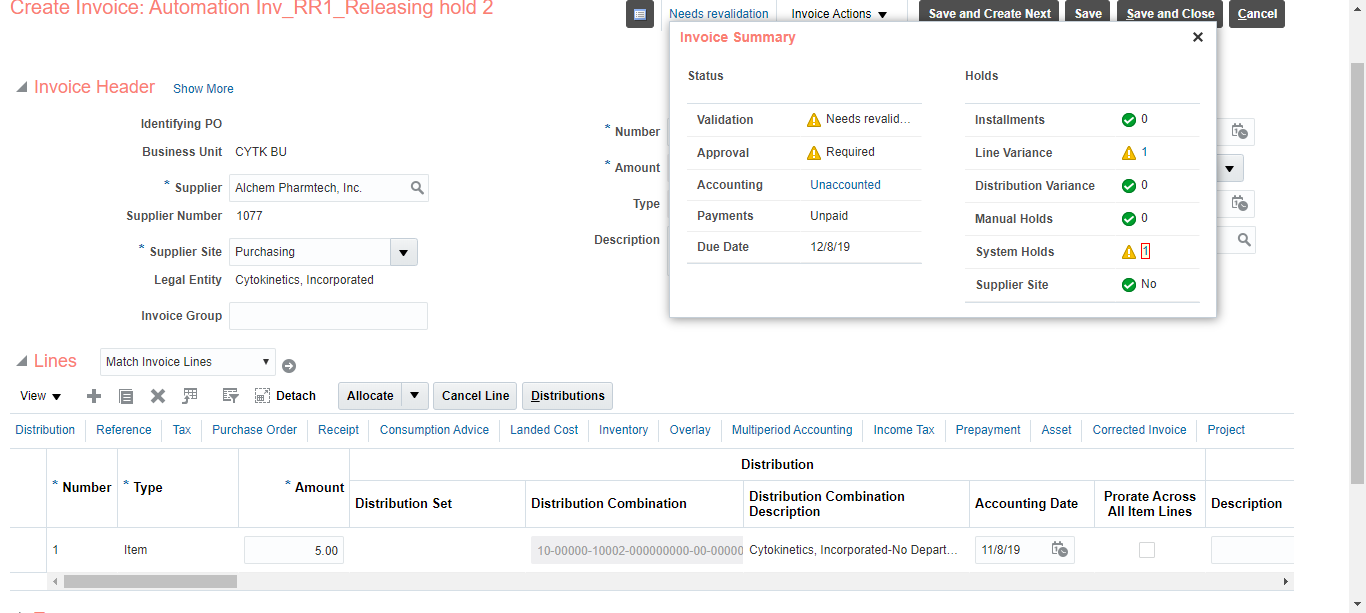 Create Invoice: Automation Inv_RR1_Releasing hold 2
Needs revalidation
Invoice Actions
Save and Create Next
Save
Save and Close
Cancel
Invoice Summary
Status
Validation Needs revalid...
Approval Required
Accounting Unaccounted
Payments Unpaid
Due Date 12/8/19
Holds
Installments 0
Line Variance 1
Distribution Variance 0
Manual Holds 0
System Holds 1
Supplier Site No
Invoice Header Show More
Identifying PO
Business Unit CYTK BU
* Supplier Alchem Pharmtech, Inc.
Supplier Number 1077
* Supplier Site Purchasing
Legal Entity Cytokinetics, Incorporated
Invoice Group
* Number
* Amount
Type
Description
Lines Match Invoice Lines
View Detach Allocate Cancel Line Distributions
Distribution Reference Tax Purchase Order Receipt Consumption Advice Landed Cost Inventory Overlay Multiperiod Accounting Income Tax Prepayment Asset Corrected Invoice Project
* Number * Type * Amount
Distribution
Distribution Set
Distribution Combination
Distribution Combination Description
Accounting Date
Prorate Across All Item Lines
Description
1 Item 5.00 10-00000-10002-000000000-00-00000 Cytokinetics, Incorporated-No Depart... 11/8/19